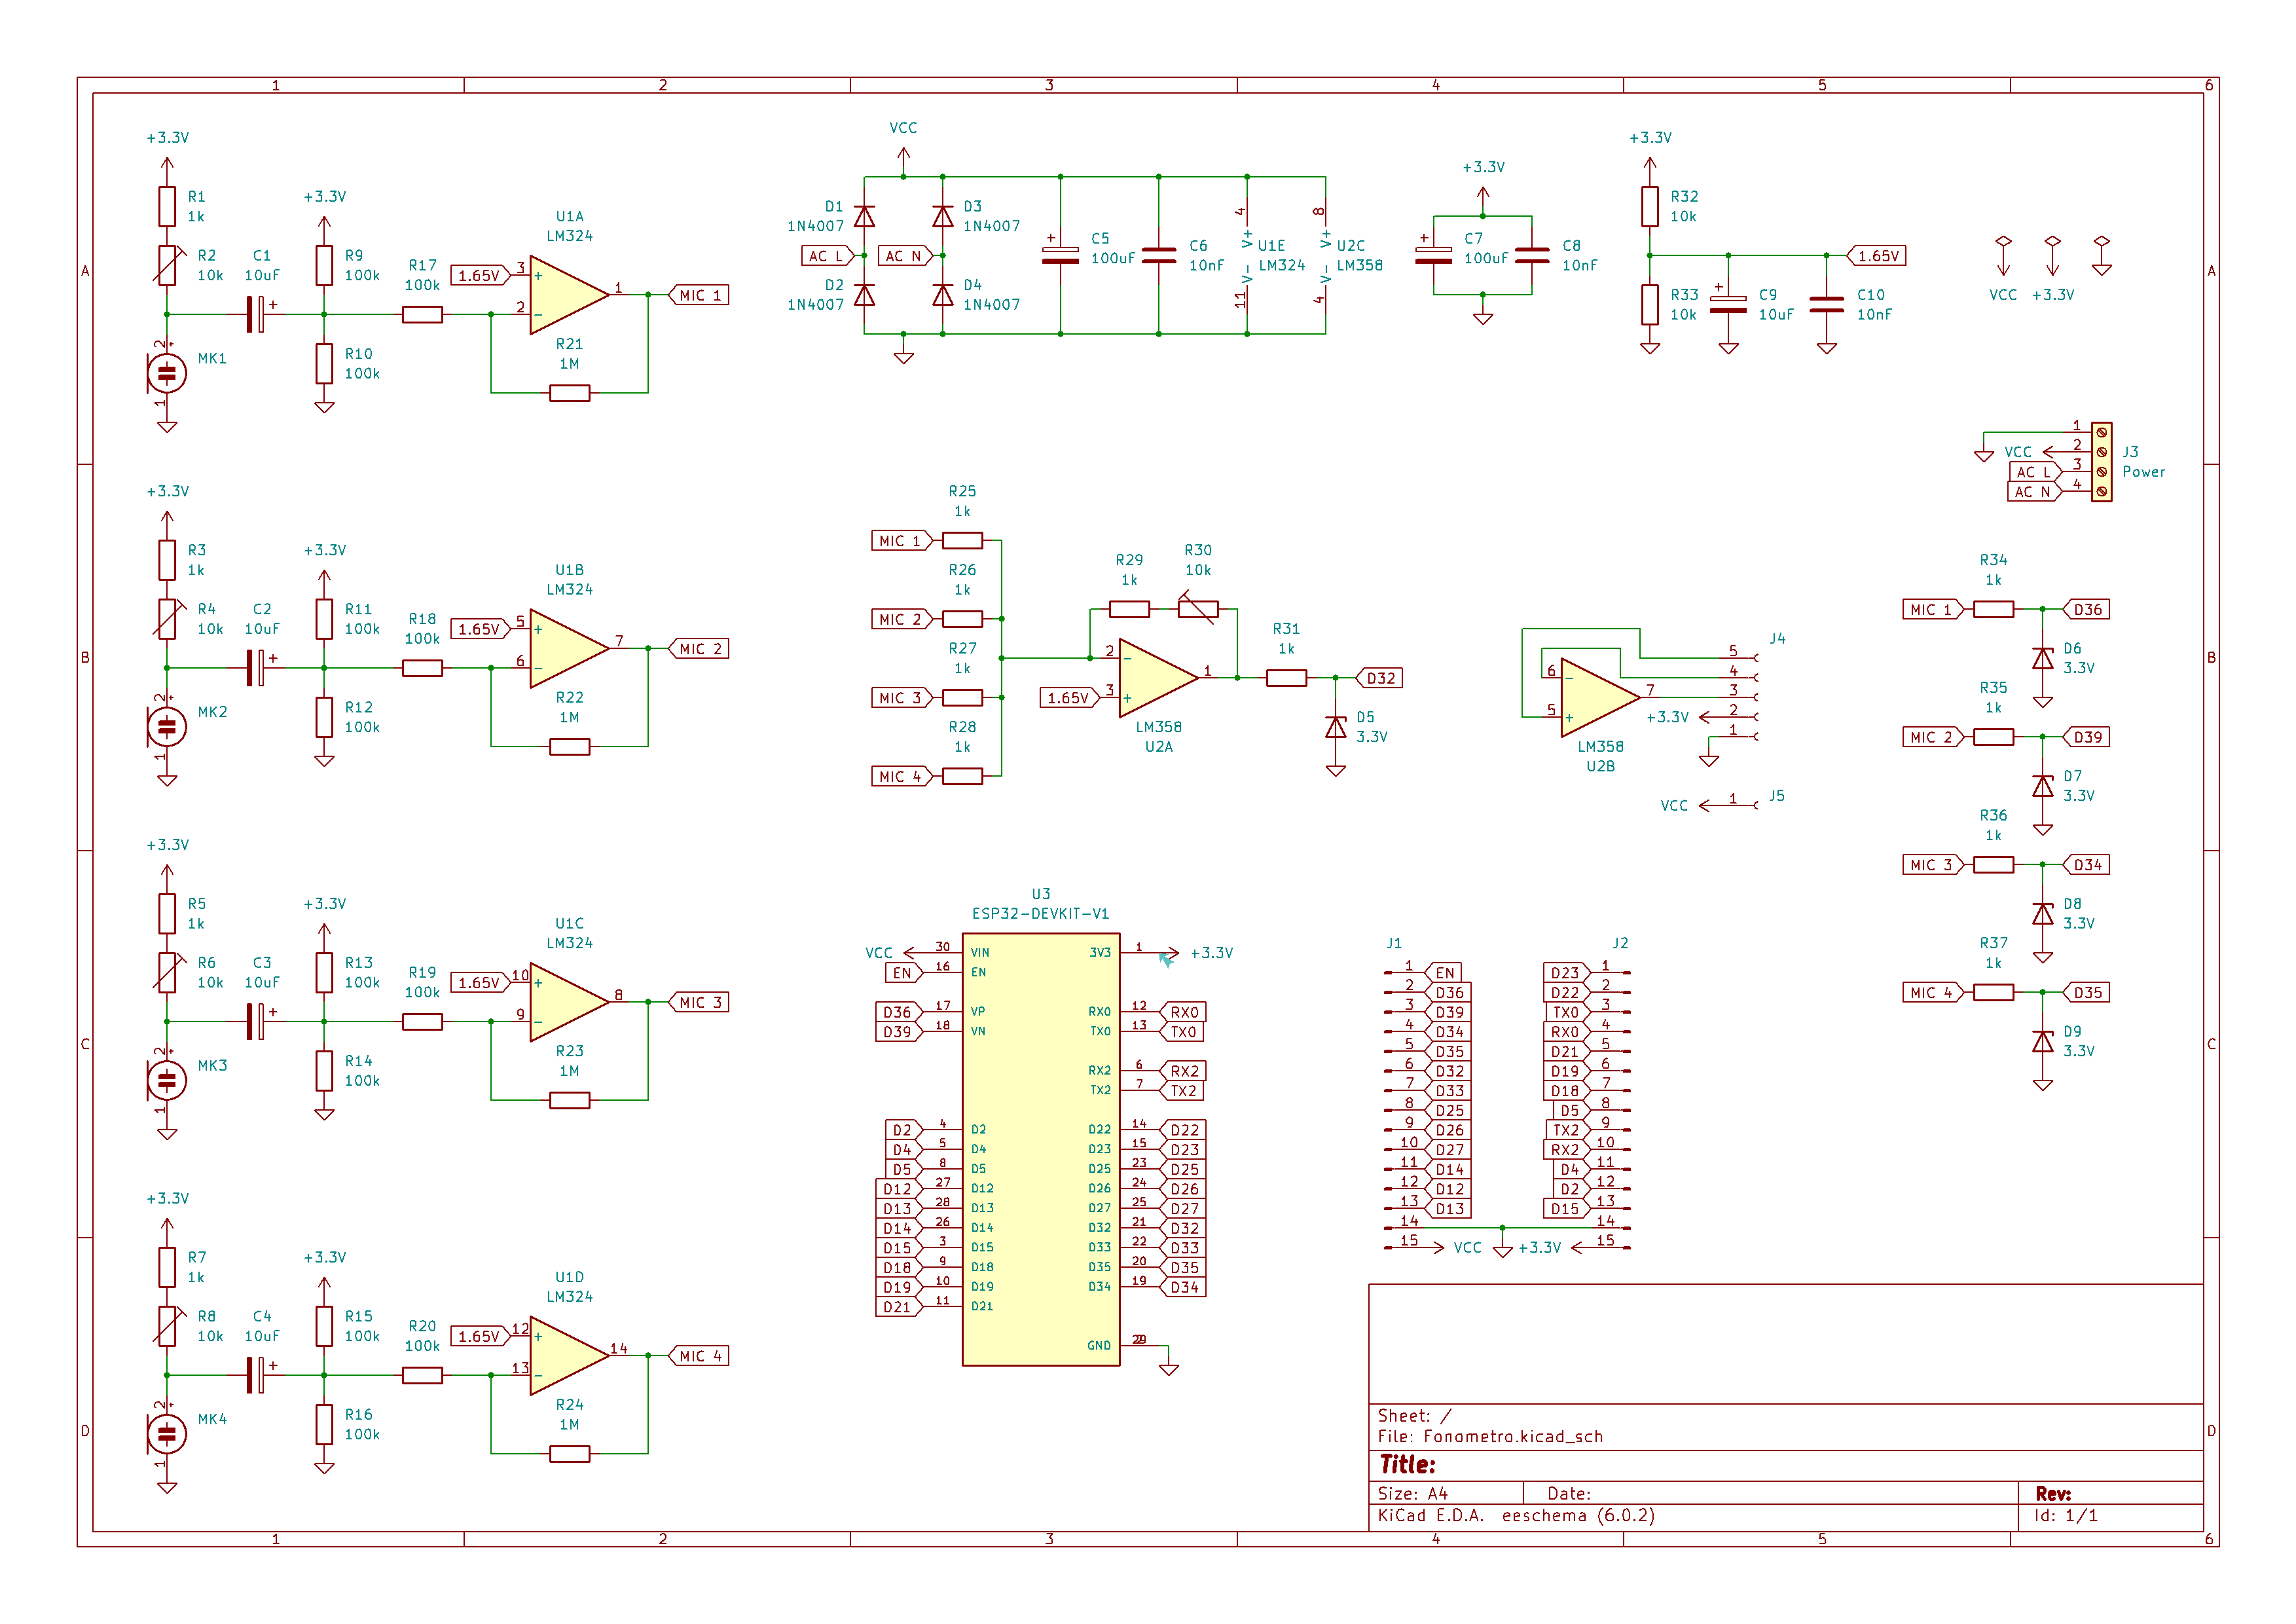 1 2 3 4 5 6
A
B
C
D
+3.3V
R1
1k
R2
10k
C1
10uF
+
+3.3V
R9
100k
R10
100k
R17
100k
2
+
1
MK1
U1A
LM324
1.65V
3
+
2
−
1
MIC 1
R21
1M
+3.3V
R3
1k
R4
10k
C2
10uF
+
+3.3V
R11
100k
R12
100k
R18
100k
2
+
1
MK2
U1B
LM324
1.65V
5
+
6
−
7
MIC 2
R22
1M
+3.3V
R5
1k
R6
10k
C3
10uF
+
+3.3V
R13
100k
R14
100k
R19
100k
2
+
1
MK3
U1C
LM324
1.65V
10
+
9
−
8
MIC 3
R23
1M
+3.3V
R7
1k
R8
10k
C4
10uF
+
+3.3V
R15
100k
R16
100k
R20
100k
2
+
1
MK4
U1D
LM324
1.65V
12
+
13
−
14
MIC 4
R24
1M
VCC
D1
1N4007
D3
1N4007
AC L
AC N
D2
1N4007
D4
1N4007
+
C5
100uF
C6
10nF
4
V+
V−
11
U1E
LM324
8
V+
V−
4
U2C
LM358
+3.3V
+
C7
100uF
C8
10nF
+3.3V
R32
10k
R33
10k
1.65V
+
C9
10uF
C10
10nF
VCC +3.3V
1
VCC 2
AC L 3
AC N 4
J3
Power
R25
1k
MIC 1
R26
1k
MIC 2
R27
1k
MIC 3
R28
1k
MIC 4
R29
1k
R30
10k
2
−
1.65V
3
+
1
LM358
U2A
R31
1k
D32
D5
3.3V
6
−
5
+
7
LM358
U2B
J4
5
4
3
+3.3V 2
1
VCC 1 J5
R34
1k
MIC 1 D36
D6
3.3V
R35
1k
MIC 2 D39
D7
3.3V
R36
1k
MIC 3 D34
D8
3.3V
R37
1k
MIC 4 D35
D9
3.3V
U3
ESP32-DEVKIT-V1
VCC 30 VIN 3V3 1 +3.3V
EN 16 EN
D36 17 VP RX0 12 RX0
D39 18 VN TX0 13 TX0
RX2 6 RX2
TX2 7 TX2
D2 4 D2 D22 14 D22
D4 5 D4 D23 15 D23
D5 8 D5 D25 23 D25
D12 27 D12 D26 24 D26
D13 28 D13 D27 25 D27
D14 26 D14 D32 21 D32
D15 3 D15 D33 22 D33
D18 9 D18 D35 20 D35
D19 10 D19 D34 19 D34
D21 11 D21
GND
J1 J2
1 EN D23 1
2 D36 D22 2
3 D39 TX0 3
4 D34 RX0 4
5 D35 D21 5
6 D32 D19 6
7 D33 D18 7
8 D25 D5 8
9 D26 TX2 9
10 D27 RX2 10
11 D14 D4 11
12 D12 D2 12
13 D13 D15 13
14 14
15 VCC +3.3V 15
Sheet: /
File: Fonometro.kicad_sch
Title:
Size: A4 Date: Rev:
KiCad E.D.A. eeschema (6.0.2) Id: 1/1
A
B
C
D
1 2 3 4 5 6